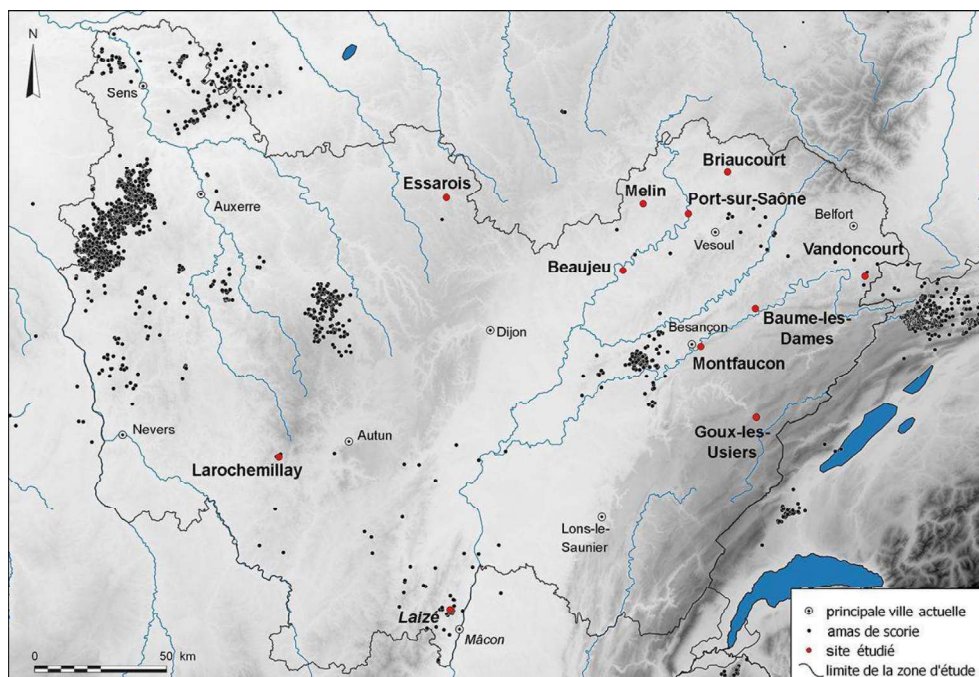 N
Sens
Briaucourt
Essarois
Melin
Port-sur-Saône
Auxerre
Belfort
Vesoul
Vandoncourt
Beaujeu
Dijon
Besançon
Baume-les-
Dames
Montfaucon
Nevers
Autun
Goux-les-
Usiers
Larochemillay
Lons-le-
Saunier
Laizé
Mâcon
principale ville actuelle
amas de scorie
site étudié
limite de la zone d'étude
0 50 km